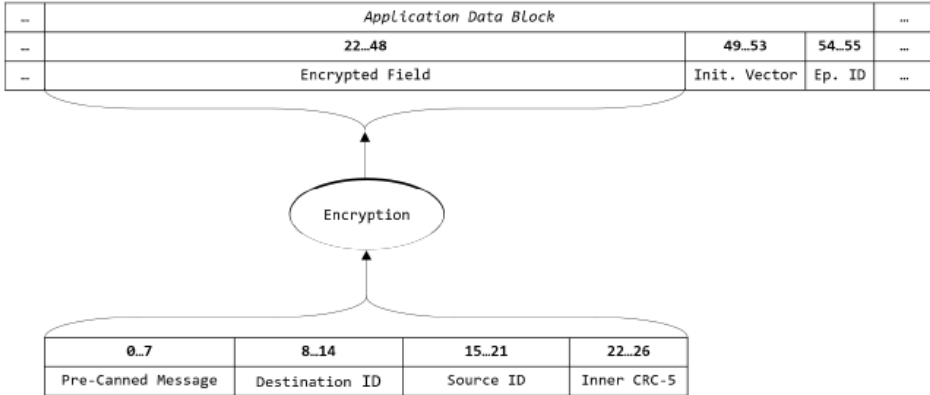 … Application Data Block …
… 22…48 49…53 54…55 …
… Encrypted Field Init. Vector Ep. ID …
Encryption
0…7 8…14 15…21 22…26
Pre-Canned Message Destination ID Source ID Inner CRC-5